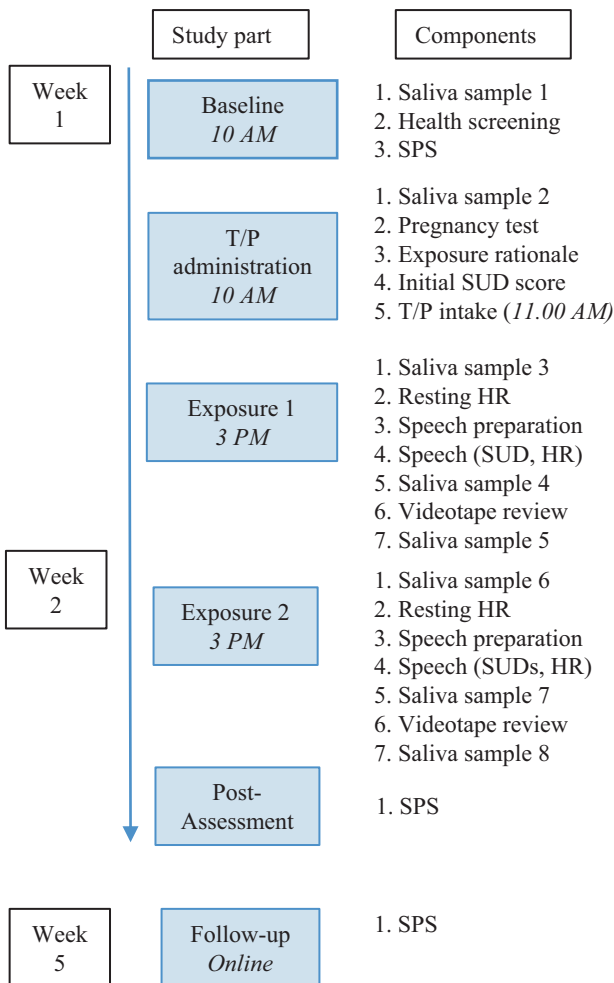 Study part
Components
Week
1
Baseline
10 AM
1. Saliva sample 1
2. Health screening
3. SPS
T/P
administration
10 AM
1. Saliva sample 2
2. Pregnancy test
3. Exposure rationale
4. Initial SUD score
5. T/P intake (11.00 AM)
Exposure 1
3 PM
1. Saliva sample 3
2. Resting HR
3. Speech preparation
4. Speech (SUD, HR)
5. Saliva sample 4
6. Videotape review
7. Saliva sample 5
Week
2
Exposure 2
3 PM
1. Saliva sample 6
2. Resting HR
3. Speech preparation
4. Speech (SUDs, HR)
5. Saliva sample 7
6. Videotape review
7. Saliva sample 8
Post-
Assessment
1. SPS
Week
5
Follow-up
Online
1. SPS